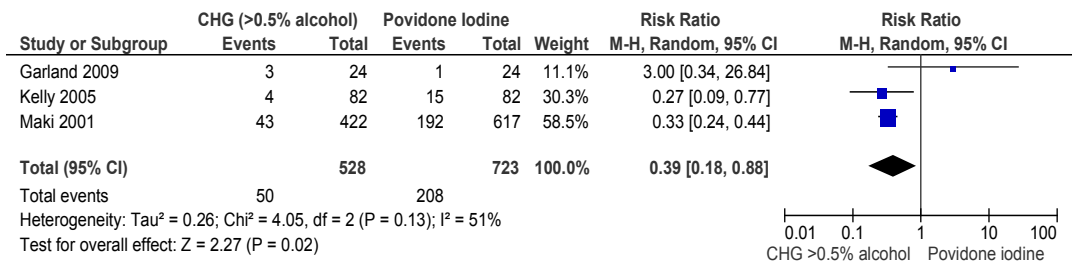 CHG (>0.5% alcohol) Povidone Iodine Risk Ratio Risk Ratio
Study or Subgroup Events Total Events Total Weight M-H, Random, 95% CI M-H, Random, 95% CI
Garland 2009 3 24 1 24 11.1% 3.00 [0.34, 26.84]
Kelly 2005 4 82 15 82 30.3% 0.27 [0.09, 0.77]
Maki 2001 43 422 192 617 58.5% 0.33 [0.24, 0.44]
Total (95% CI) 528 723 100.0% 0.39 [0.18, 0.88]
Total events 50 208
Heterogeneity: Tau² = 0.26; Chi² = 4.05, df = 2 (P = 0.13); I² = 51%
Test for overall effect: Z = 2.27 (P = 0.02)
0.01 0.1 1 10 100
CHG >0.5% alcohol Povidone iodine